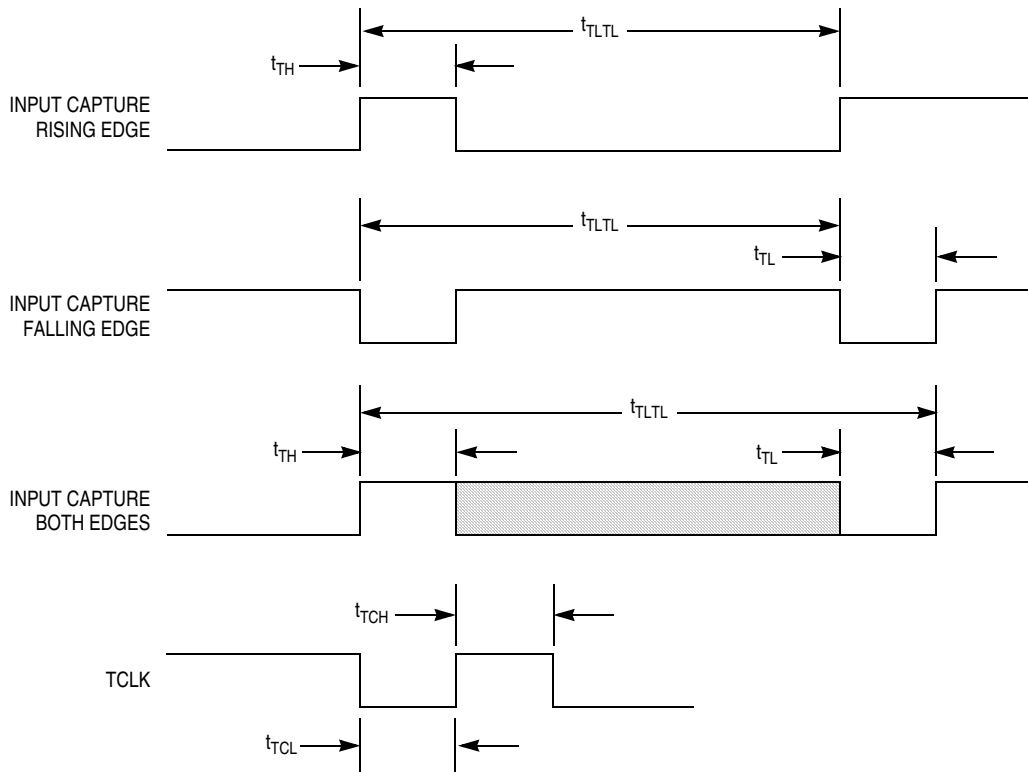 tTLTL
tTH
INPUT CAPTURE
RISING EDGE
tTLTL
tTL
INPUT CAPTURE
FALLING EDGE
tTLTL
tTH
tTL
INPUT CAPTURE
BOTH EDGES
tTCH
TCLK
tTCL